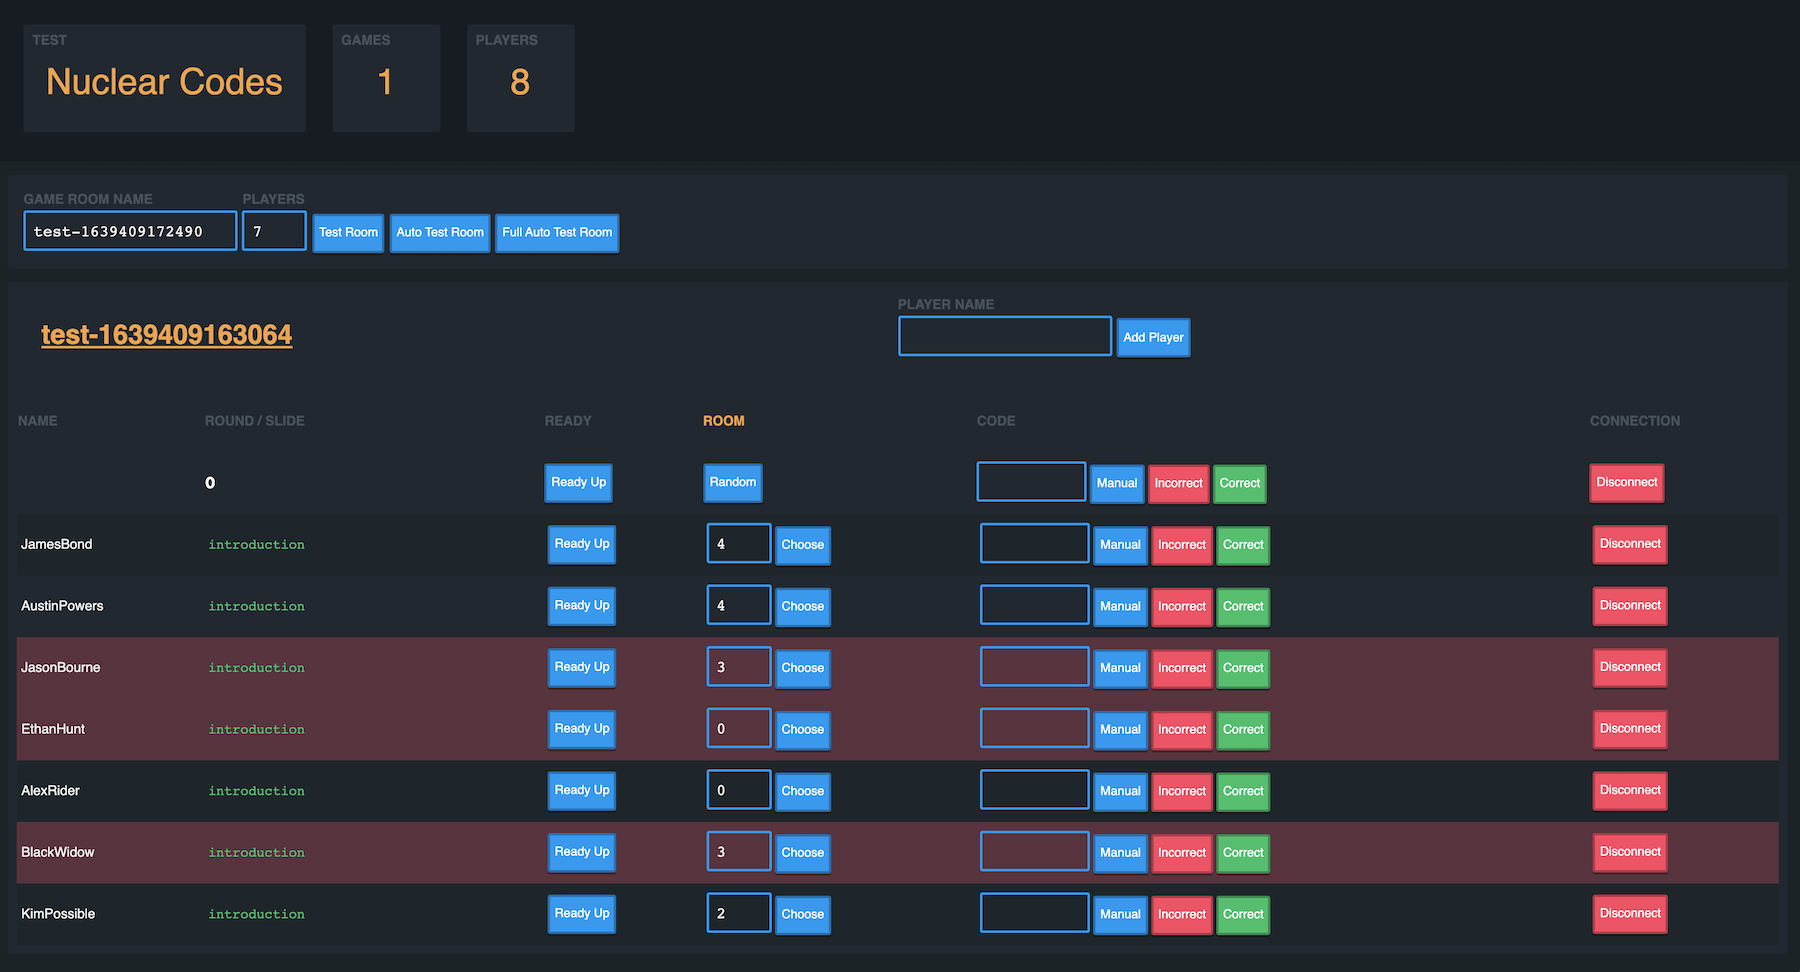 TEST GAMES PLAYERS
Nuclear Codes 1 8
GAME ROOM NAME PLAYERS
test-1639409172490 7 Test Room Auto Test Room Full Auto Test Room
PLAYER NAME
test-1639409163064 Add Player
NAME ROUND / SLIDE READY ROOM CODE CONNECTION
0 Ready Up Random Manual Incorrect Correct Disconnect
JamesBond introduction Ready Up 4 Choose Manual Incorrect Correct Disconnect
AustinPowers introduction Ready Up 4 Choose Manual Incorrect Correct Disconnect
JasonBourne introduction Ready Up 3 Choose Manual Incorrect Correct Disconnect
EthanHunt introduction Ready Up 0 Choose Manual Incorrect Correct Disconnect
AlexRider introduction Ready Up 0 Choose Manual Incorrect Correct Disconnect
BlackWidow introduction Ready Up 3 Choose Manual Incorrect Correct Disconnect
KimPossible introduction Ready Up 2 Choose Manual Incorrect Correct Disconnect